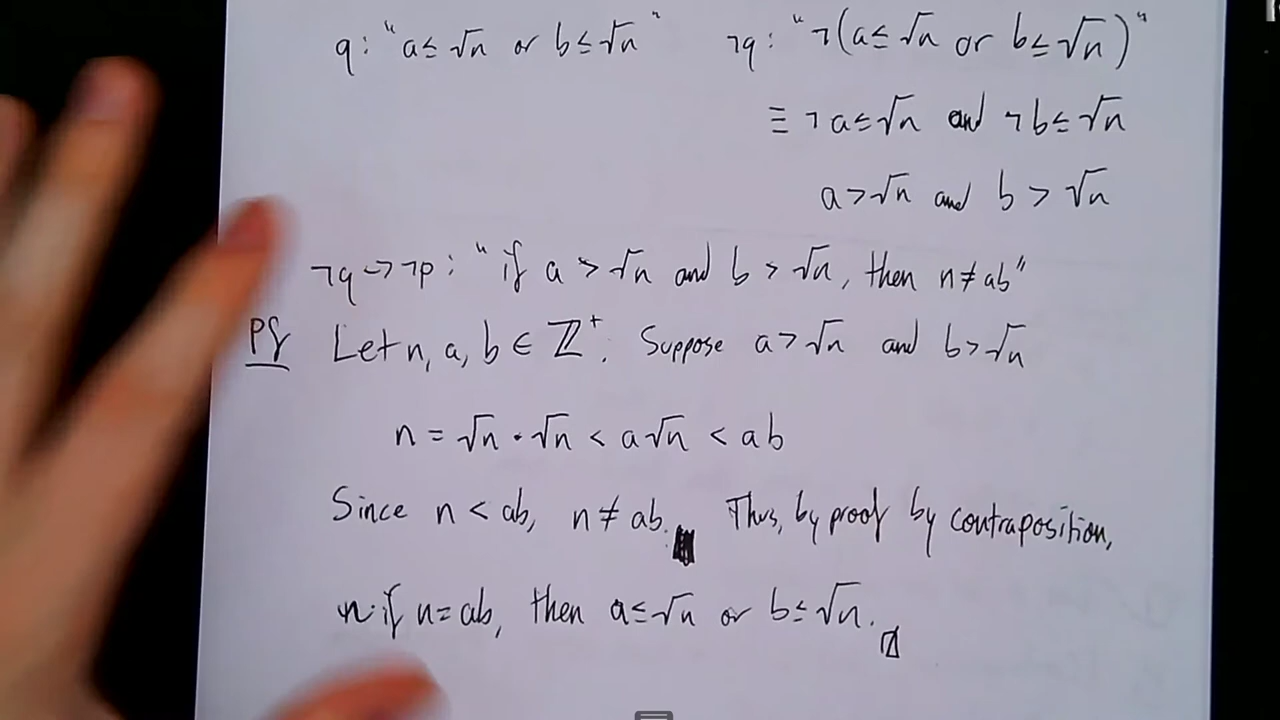 q: "a ≤ √n or b ≤ √n" ¬q: "¬(a ≤ √n or b ≤ √n)"
≡ ¬a ≤ √n and ¬b ≤ √n
a > √n and b > √n
¬q → ¬p: "if a > √n and b > √n, then n ≠ ab"
Pf Let n, a, b ∈ ℤ⁺. Suppose a > √n and b > √n
n = √n · √n < a√n < ab
Since n < ab, n ≠ ab. Thus, by proof by contraposition,
if n = ab, then a ≤ √n or b ≤ √n.